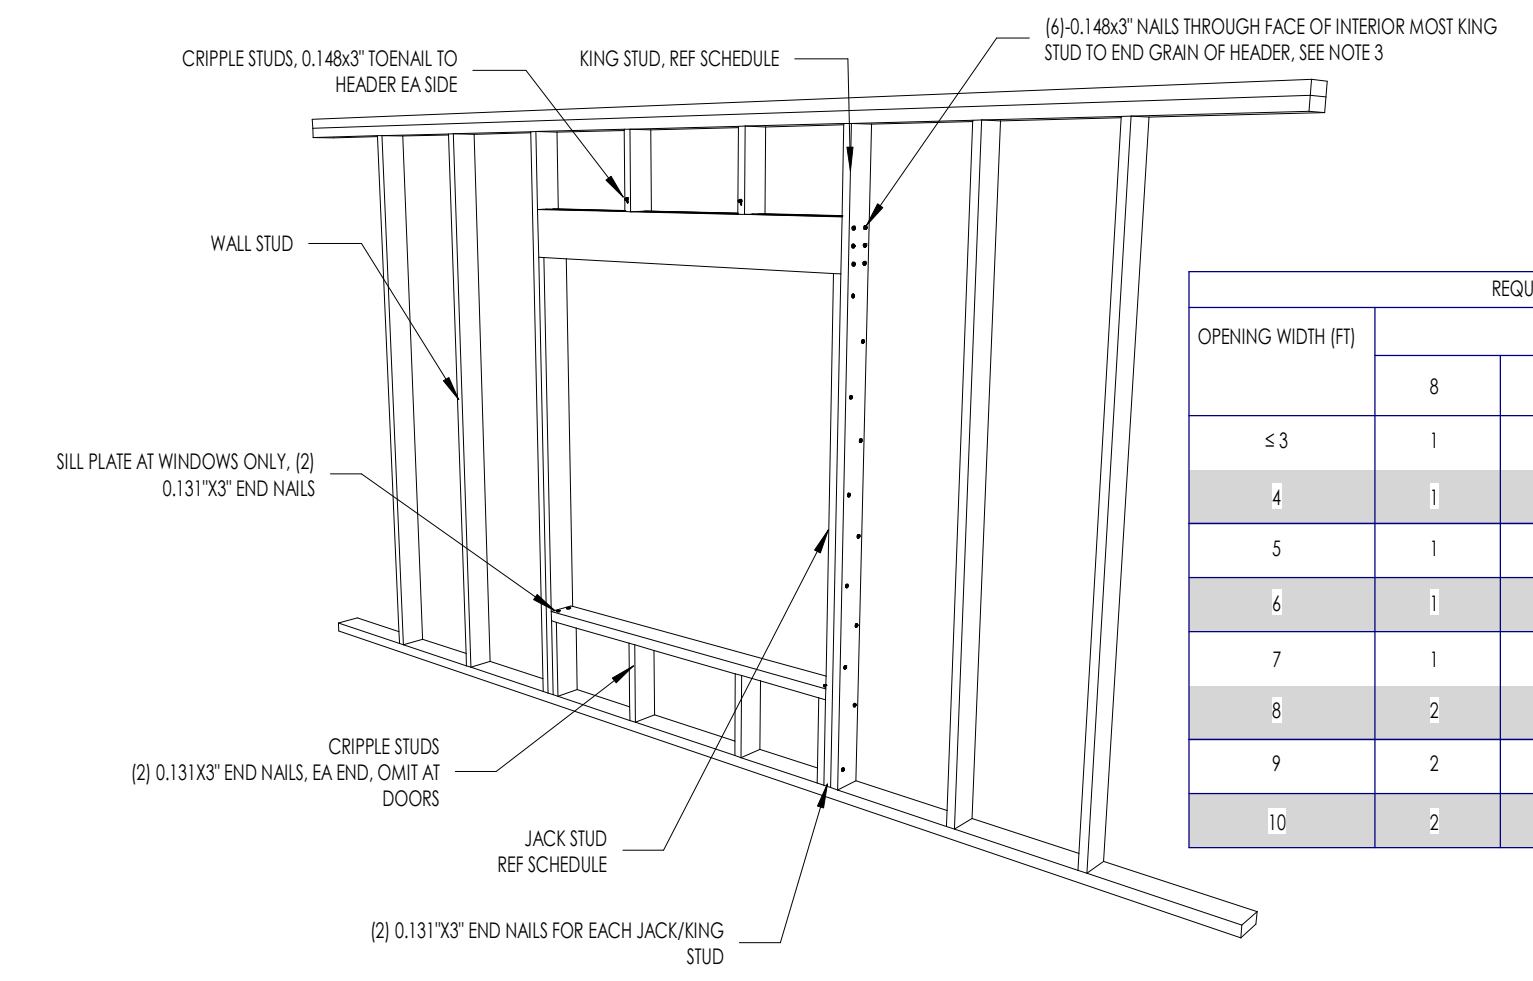 (6)-0.148x3" NAILS THROUGH FACE OF INTERIOR MOST KING
STUD TO END GRAIN OF HEADER, SEE NOTE 3
CRIPPLE STUDS, 0.148x3" TOENAIL TO
HEADER EA SIDE
KING STUD, REF SCHEDULE
WALL STUD
SILL PLATE AT WINDOWS ONLY, (2)
0.131"X3" END NAILS
CRIPPLE STUDS
(2) 0.131X3" END NAILS, EA END, OMIT AT
DOORS
JACK STUD
REF SCHEDULE
(2) 0.131"X3" END NAILS FOR EACH JACK/KING
STUD
REQU
OPENING WIDTH (FT)
8
≤ 3 1
4 1
5 1
6 1
7 1
8 2
9 2
10 2